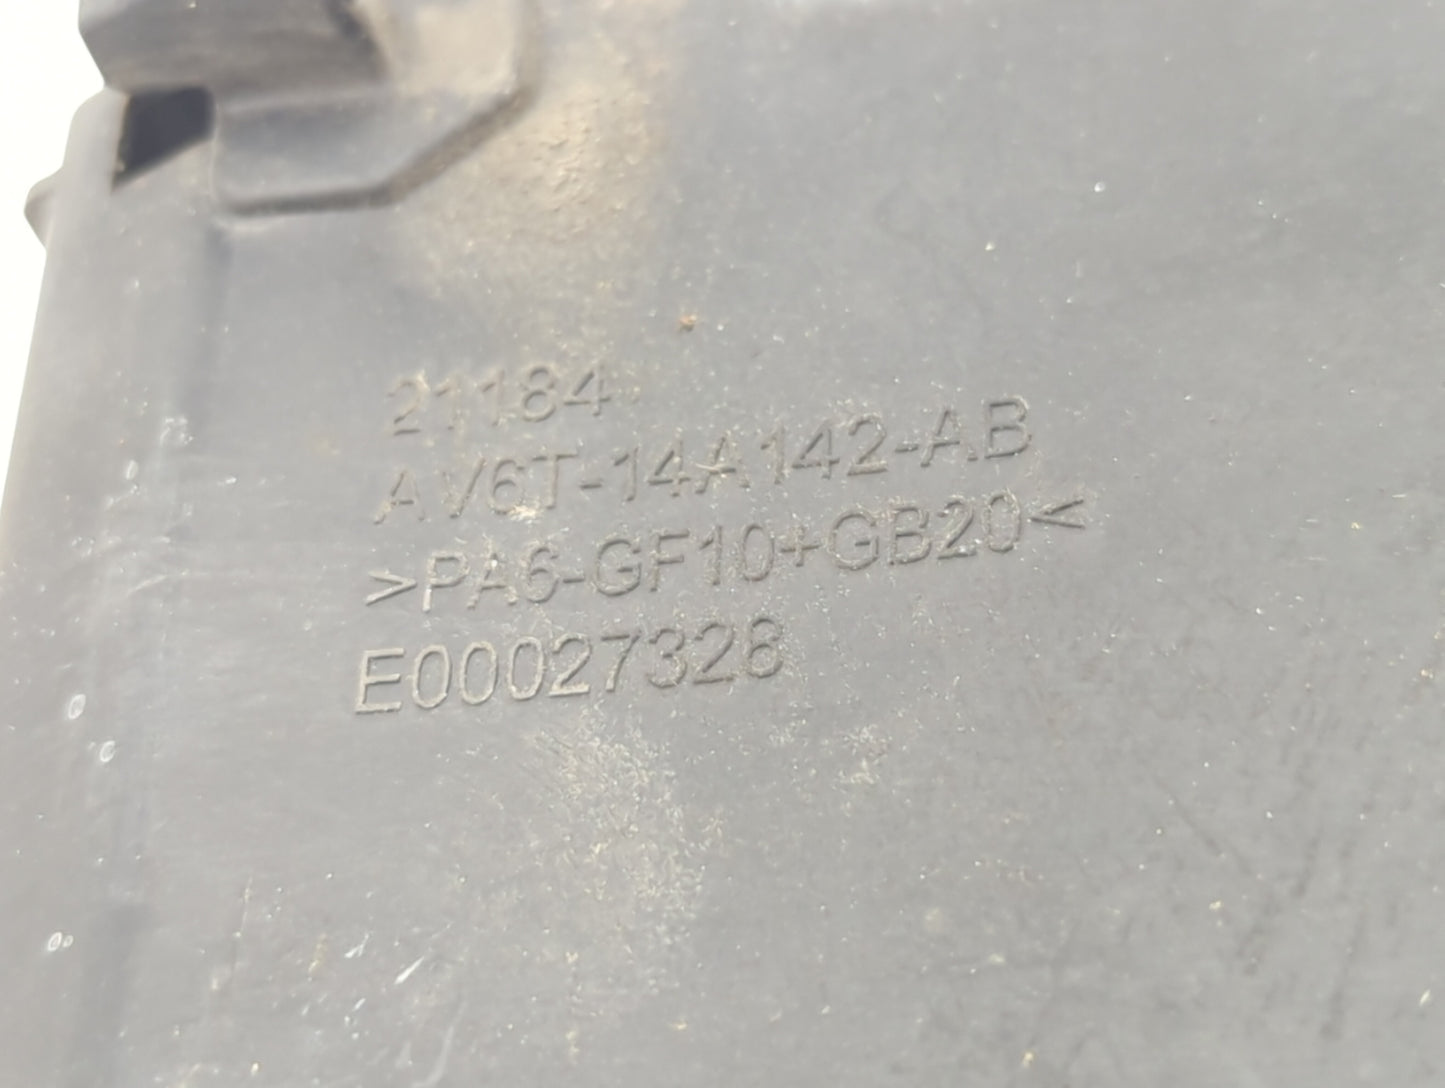 21184
AV6T-14A142-AB
>PA6-GF10+GB20<
E00027328